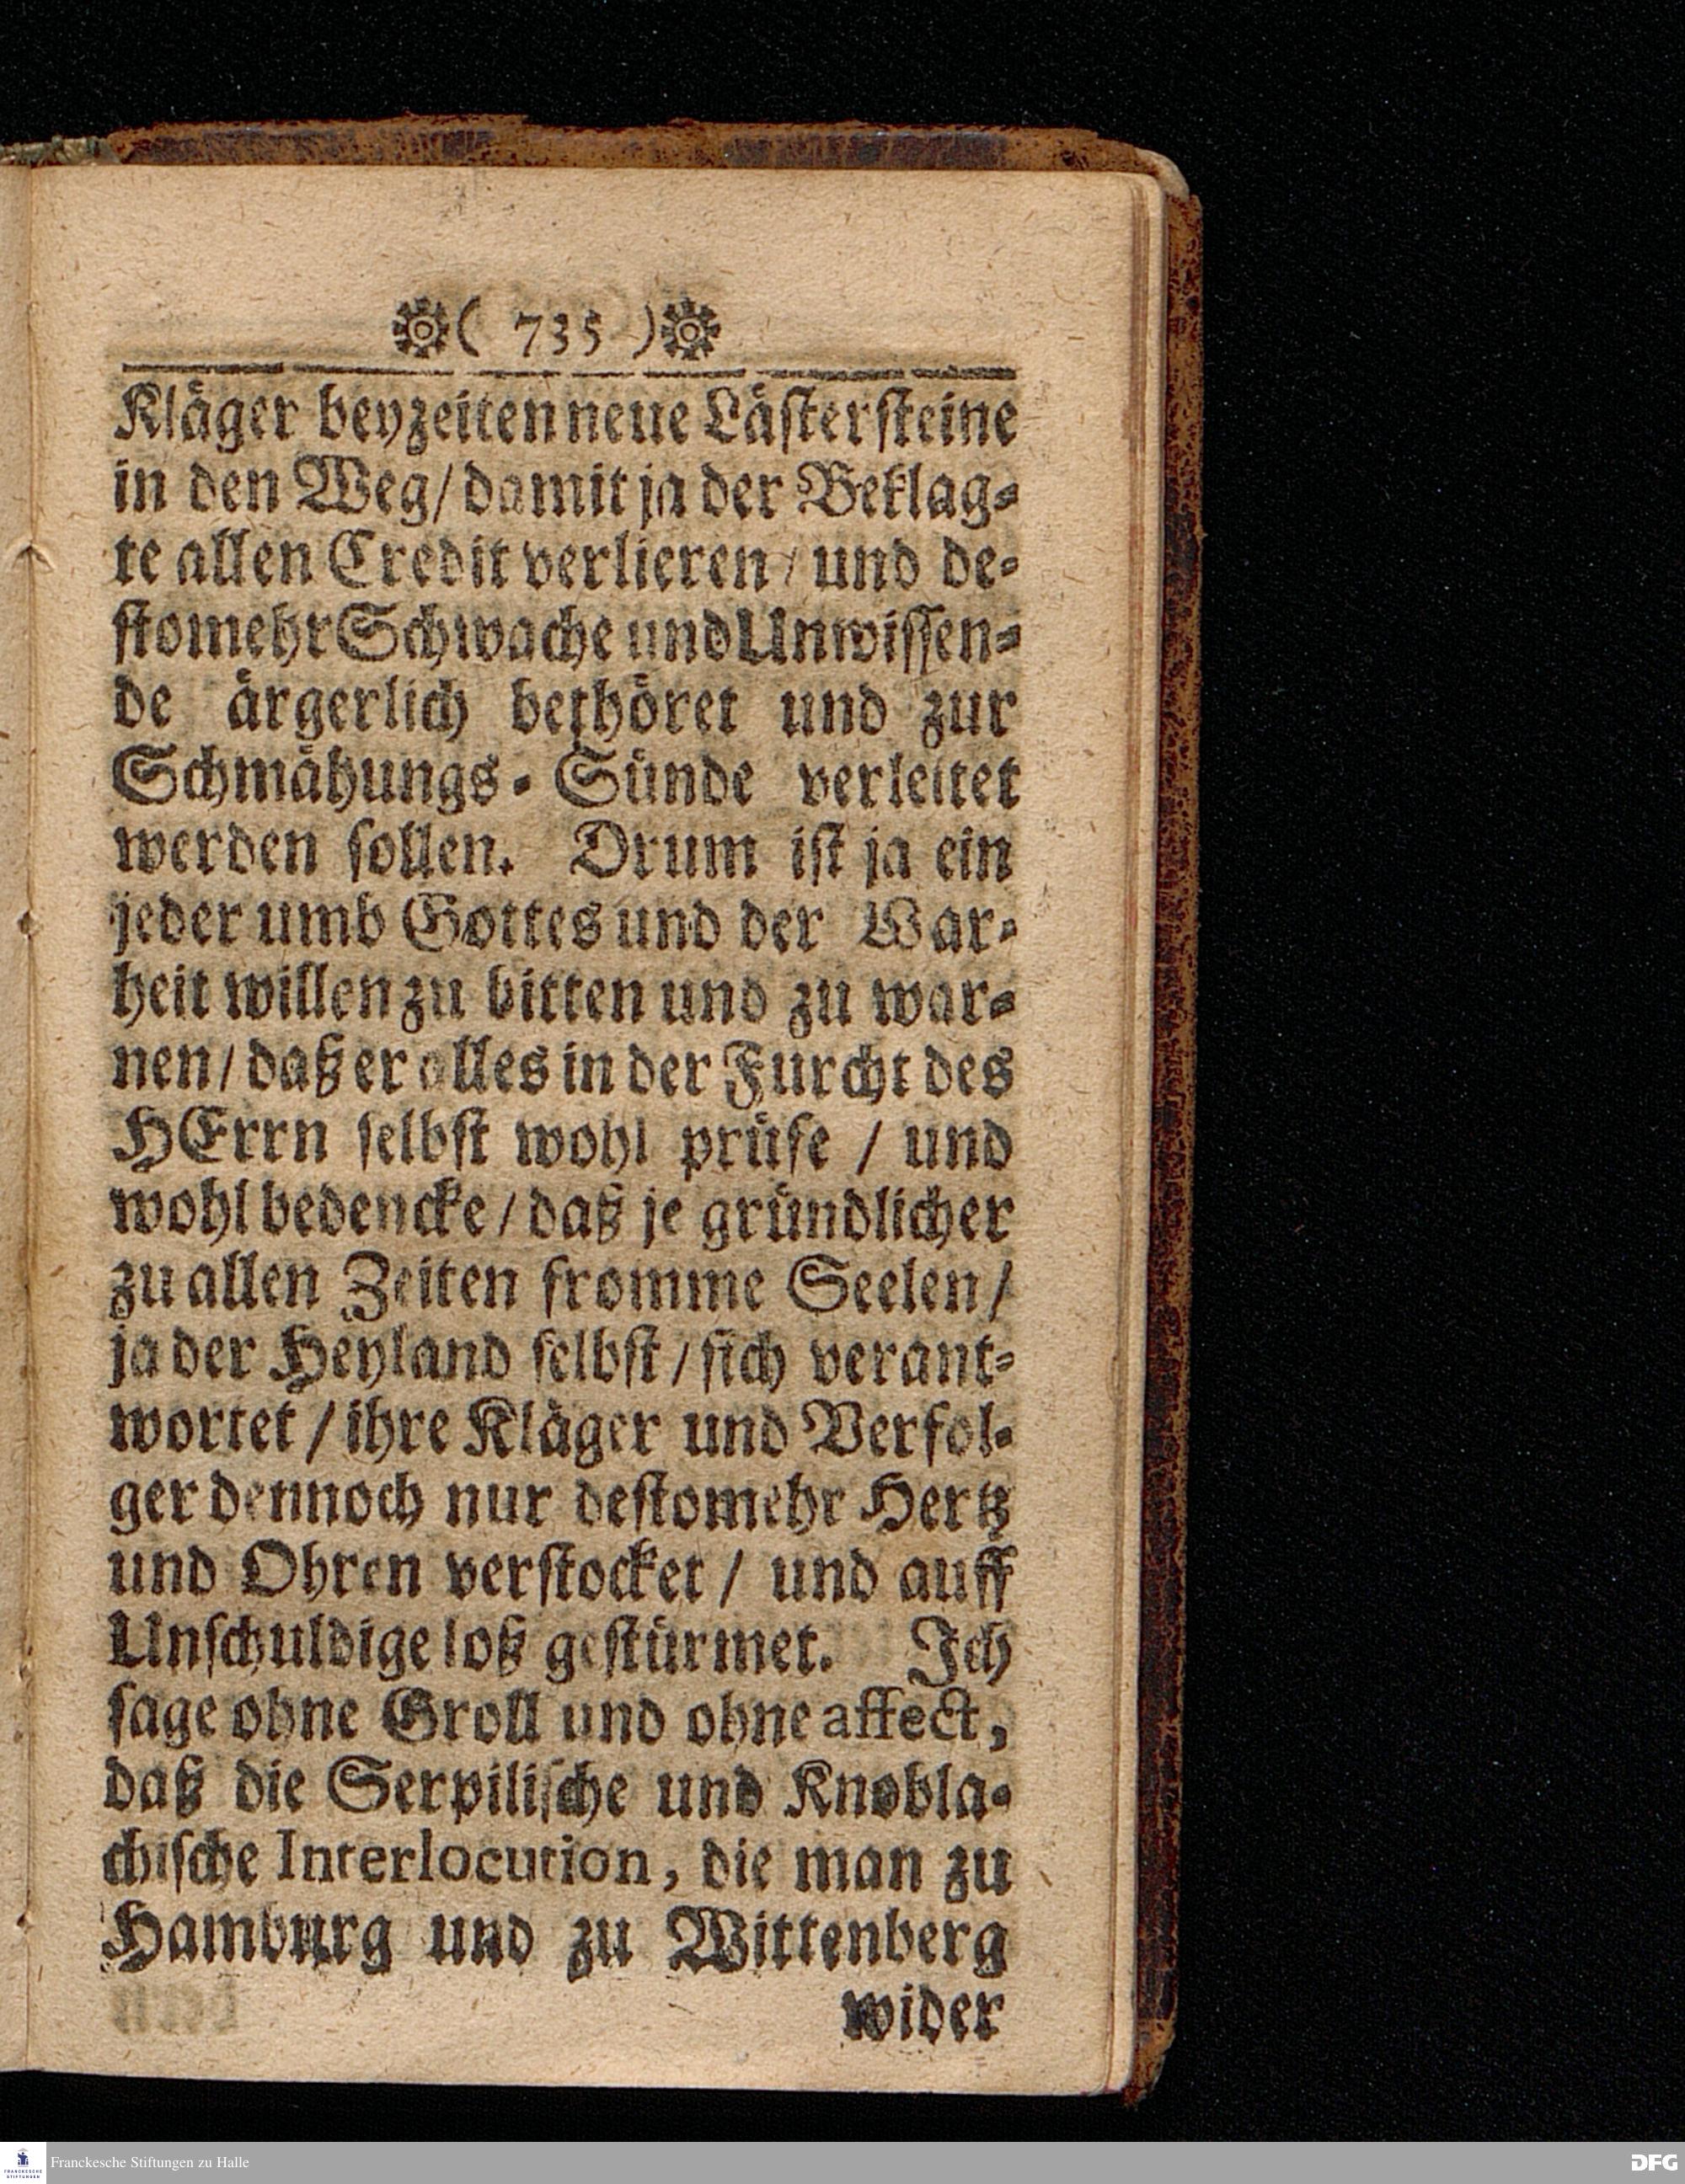 ( 735 )
Kläger beyzeiten neue Lästersteine
in den Weg/ damit ja der Beklag⸗
te allen Credit verlieren / und de⸗
stomehr Schwache und Unwissen⸗
de ärgerlich bethöret und zur
Schmähungs⸗Sünde verleitet
werden sollen. Drum ist ja ein
jeder umb Gottes und der War⸗
heit willen zu bitten und zu war⸗
nen / daß er alles in der Furcht des
HErrn selbst wohl prüfe / und
wohl bedencke / daß je gründlicher
zu allen Zeiten fromme Seelen /
ja der Heyland selbst / sich verant⸗
wortet / ihre Kläger und Verfol⸗
ger dennoch nur destomehr Hertz
und Ohren verstocket / und auff
Unschuldige loß gestürmet. Ich
sage ohne Groll und ohne affect,
daß die Serpilische und Knobla⸗
chische Interlocution, die man zu
Hamburg und zu Wittenberg
wider
Franckesche Stiftungen zu Halle
FRANCKESCHE
STIFTUNGEN
DFG